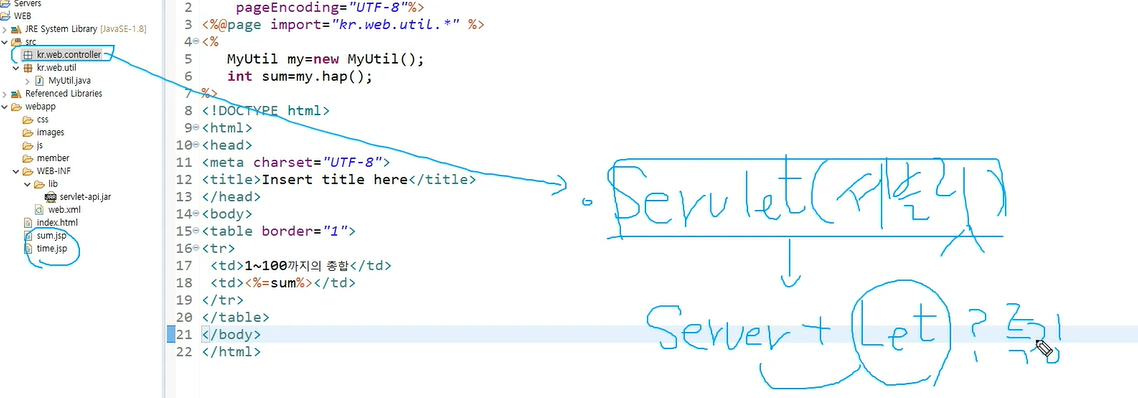 Servers
WEB
JRE System Library [JavaSE-1.8]
src
kr.web.controller
kr.web.util
MyUtil.java
Referenced Libraries
webapp
css
images
js
member
WEB-INF
lib
servlet-api.jar
web.xml
index.html
sum.jsp
time.jsp
2 pageEncoding="UTF-8"%>
3 <%@page import="kr.web.util.*" %>
4 <%
5 MyUtil my=new MyUtil();
6 int sum=my.hap();
7 %>
8 <!DOCTYPE html>
9 <html>
10 <head>
11 <meta charset="UTF-8">
12 <title>Insert title here</title>
13 </head>
14 <body>
15 <table border="1">
16 <tr>
17 <td>1~100까지의 종합</td>
18 <td><%=sum%></td>
19 </tr>
20 </table>
21 </body>
22 </html>
Servlet(서블릿)
Server + Let ?